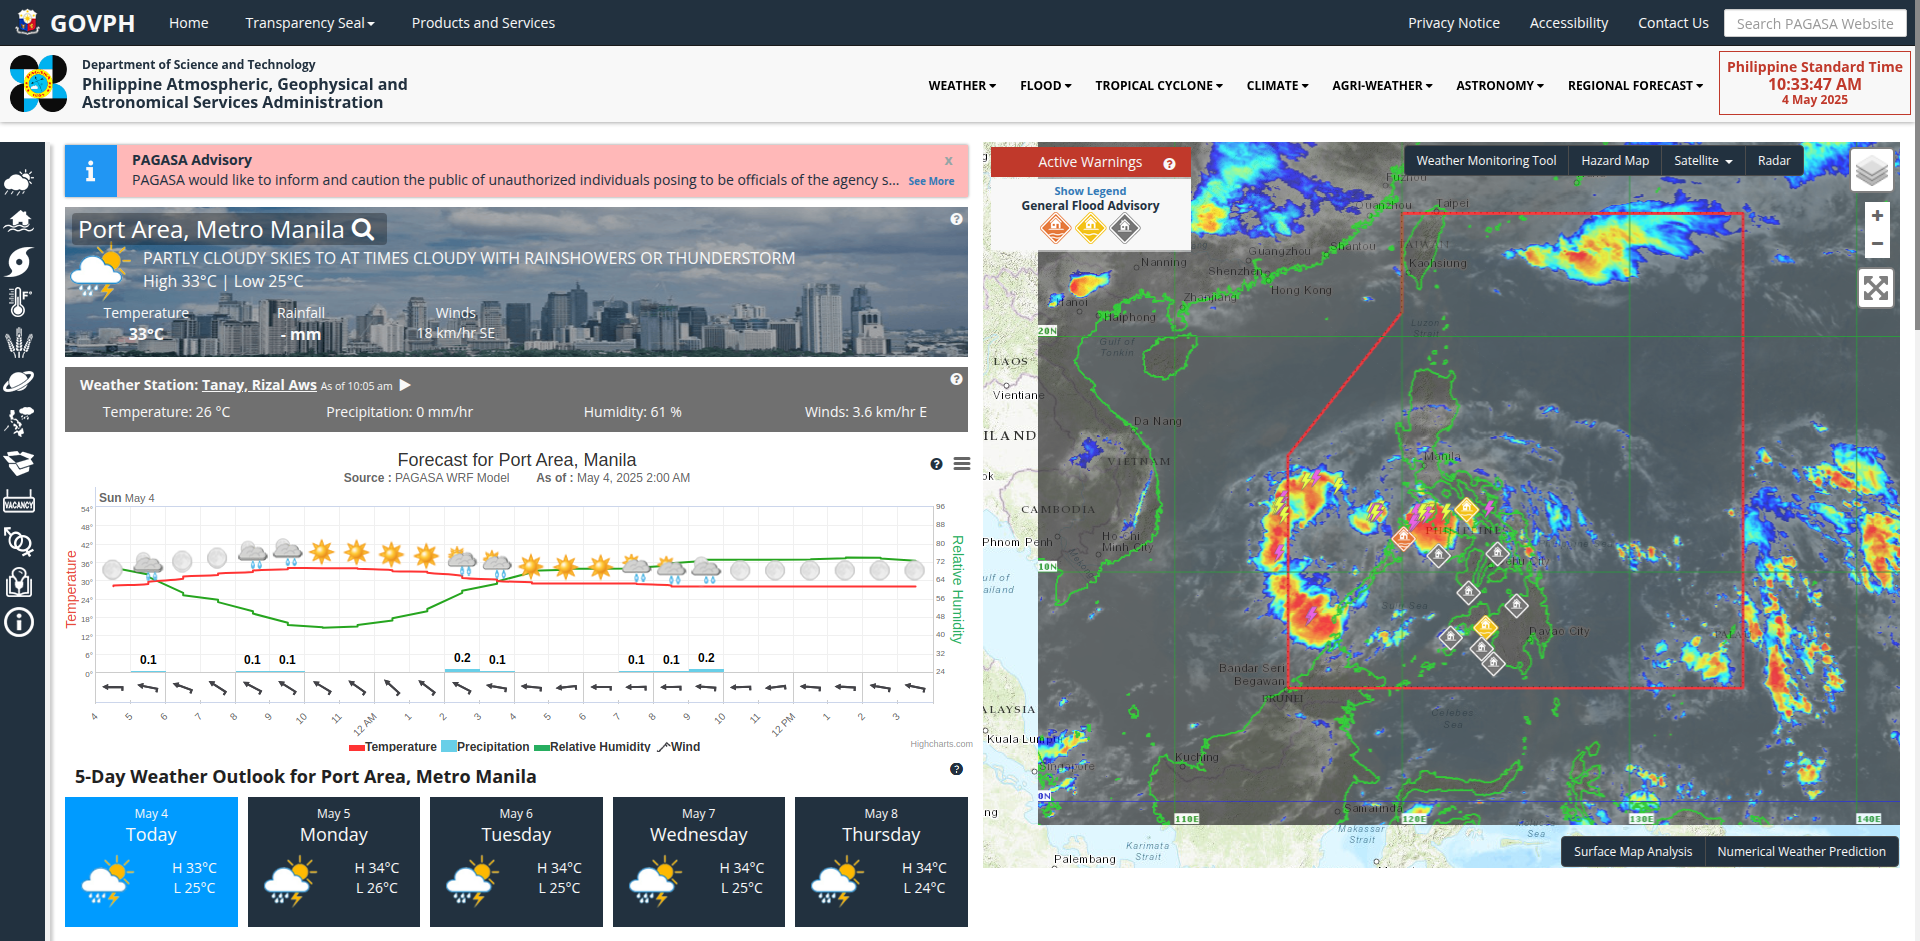 GOVPH
Home
Transparency Seal
Products and Services
Privacy Notice
Accessibility
Contact Us
Search PAGASA Website
Department of Science and Technology
Philippine Atmospheric, Geophysical and
Astronomical Services Administration
WEATHER
FLOOD
TROPICAL CYCLONE
CLIMATE
AGRI-WEATHER
ASTRONOMY
REGIONAL FORECAST
Philippine Standard Time
10:33:47 AM
4 May 2025
VACANCY
PAGASA Advisory
x
PAGASA would like to inform and caution the public of unauthorized individuals posing to be officials of the agency s...
See More
Port Area, Metro Manila
PARTLY CLOUDY SKIES TO AT TIMES CLOUDY WITH RAINSHOWERS OR THUNDERSTORM
High 33°C | Low 25°C
Temperature
33°C
Rainfall
- mm
Winds
18 km/hr SE
Weather Station: Tanay, Rizal Aws As of 10:05 am
Temperature: 26 °C
Precipitation: 0 mm/hr
Humidity: 61 %
Winds: 3.6 km/hr E
Forecast for Port Area, Manila
Source : PAGASA WRF Model As of : May 4, 2025 2:00 AM
Sun May 4
Temperature
54°
48°
42°
36°
30°
24°
18°
12°
6°
0°
96
88
80
72
64
56
48
40
32
24
Relative Humidity
0.1
0.1
0.1
0.2
0.1
0.1
0.1
0.2
4
5
6
7
8
9
10
11
12 AM
1
2
3
4
5
6
7
8
9
10
11
12 PM
1
2
3
Temperature
Precipitation
Relative Humidity
Wind
Highcharts.com
5-Day Weather Outlook for Port Area, Metro Manila
May 4
Today
H 33°C
L 25°C
May 5
Monday
H 34°C
L 26°C
May 6
Tuesday
H 34°C
L 25°C
May 7
Wednesday
H 34°C
L 25°C
May 8
Thursday
H 34°C
L 24°C
Active Warnings
Show Legend
General Flood Advisory
Weather Monitoring Tool
Hazard Map
Satellite
Radar
+
−
Fuzhou
Quanzhou
Taipei
Guangzhou
Shantou
TAIWAN
Nanning
Shenzhen
Kaohsiung
Hanoi
Zhanjiang
Hong Kong
Haiphong
20N
Luzon
Strait
Gulf of
Tonkin
LAOS
Vientiane
Da Nang
ILAND
VIETNAM
Manila
ok
CAMBODIA
PHILIPPINES
Phnom Penh
Ho Chi
Minh City
10N
ulf of
ailand
Sulu Sea
Davao City
PALAU
Bandar Seri
Begawan
BRUNEI
ALAYSIA
Celebes
Sea
Kuala Lump
Kuching
Singapore
0N
ng
Samarinda
110E
120E
130E
140E
Makassar
Strait
Karimata
Strait
Palembang
Sea
Surface Map Analysis
Numerical Weather Prediction